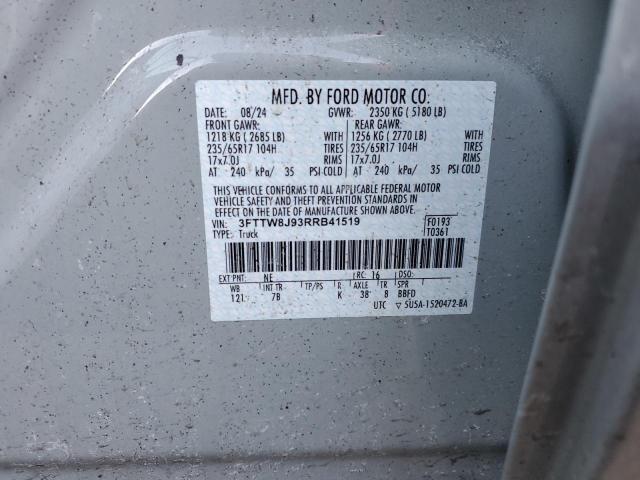 MFD. BY FORD MOTOR CO.
DATE: 08/24 GVWR: 2350 KG ( 5180 LB)
FRONT GAWR: REAR GAWR:
1218 KG ( 2685 LB) 1256 KG ( 2770 LB)
235/65R17 104H TIRES 235/65R17 104H TIRES
17x7.0J RIMS 17x7.0J RIMS
AT 240 kPa/ 35 PSI COLD AT 240 kPa/ 35 PSI COLD
THIS VEHICLE CONFORMS TO ALL APPLICABLE FEDERAL MOTOR
VEHICLE SAFETY AND THEFT PREVENTION STANDARDS IN
EFFECT ON THE DATE OF MANUFACTURE SHOWN ABOVE.
VIN: 3FTTW8J93RRB41519 F0193
TYPE: Truck T0361
EXT PNT: NE RC: 16 DSO:
WB INT TR TP/PS R AXLE TR SPR
121 7B K 38 8 BBFD
UTC ▽ 5U5A-1520472-BA